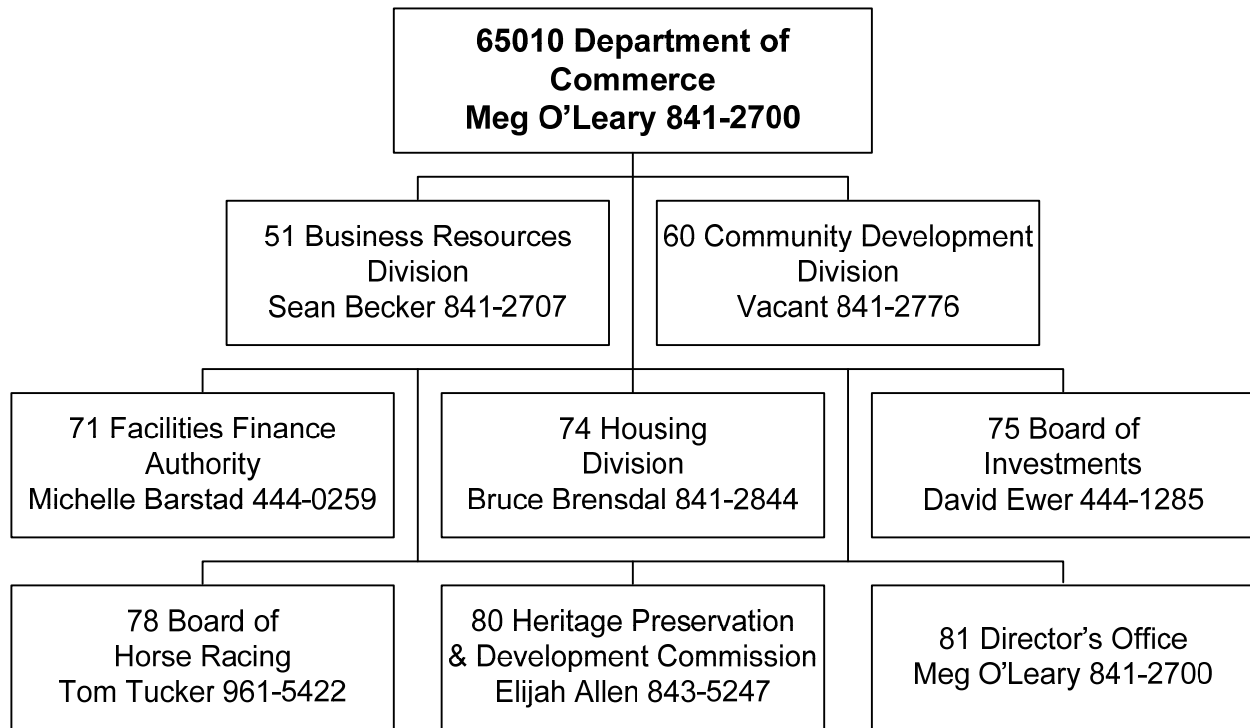 65010 Department of
Commerce
Meg O’Leary 841-2700
51 Business Resources
Division
Sean Becker 841-2707
60 Community Development
Division
Vacant 841-2776
71 Facilities Finance
Authority
Michelle Barstad 444-0259
74 Housing
Division
Bruce Brensdal 841-2844
75 Board of
Investments
David Ewer 444-1285
78 Board of
Horse Racing
Tom Tucker 961-5422
80 Heritage Preservation
& Development Commission
Elijah Allen 843-5247
81 Director’s Office
Meg O’Leary 841-2700